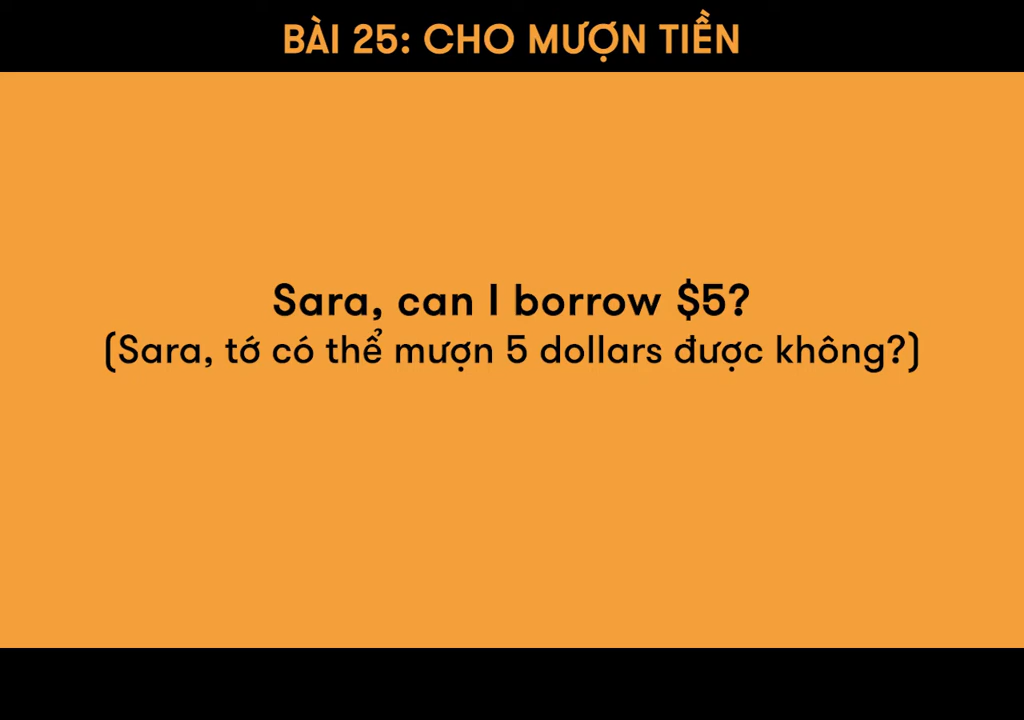 BÀI 25: CHO MƯỢN TIỀN
Sara, can I borrow $5?
(Sara, tớ có thể mượn 5 dollars được không?)